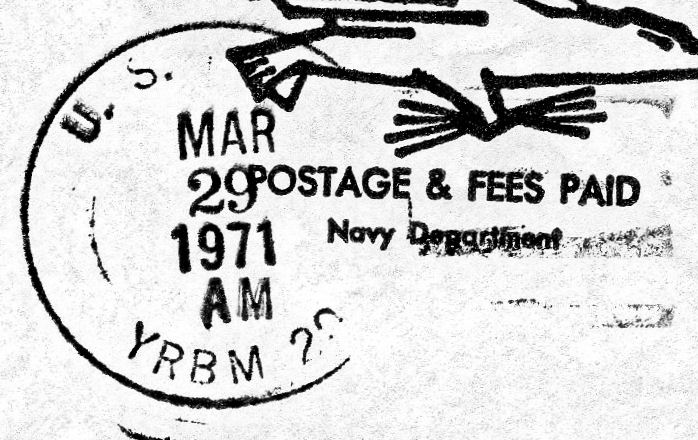 U. S.
MAR
29
1971
AM
POSTAGE & FEES PAID
Navy Department
YRBM